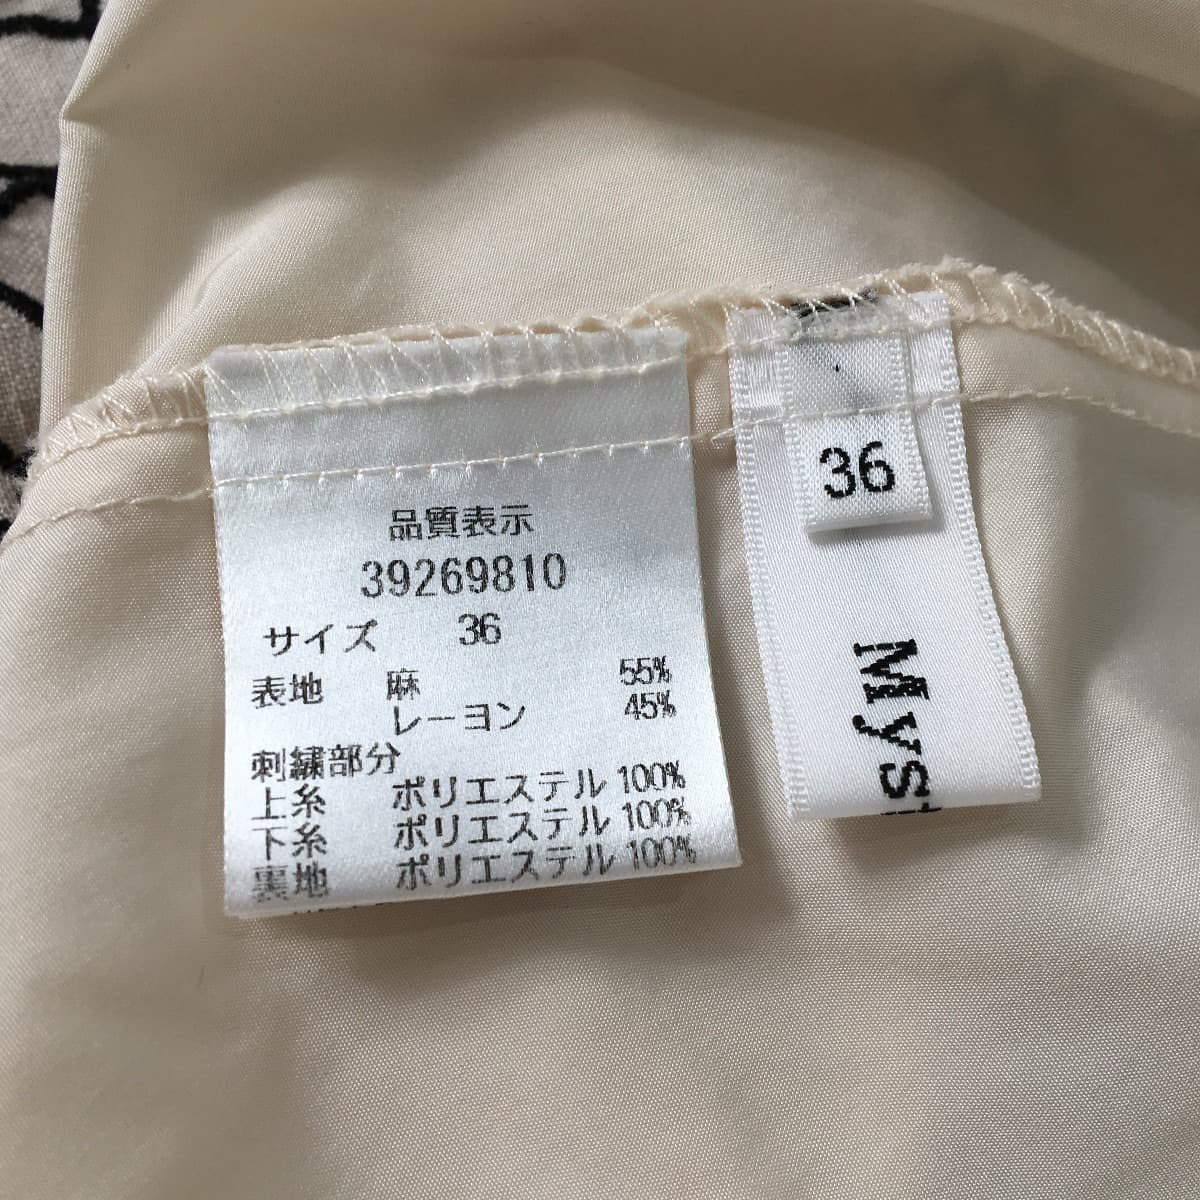 品質表示
39269810
サイズ 36
表地 麻 55%
レーヨン 45%
刺繍部分
上糸 ポリエステル 100%
下糸 ポリエステル 100%
裏地 ポリエステル 100%
36
Mys